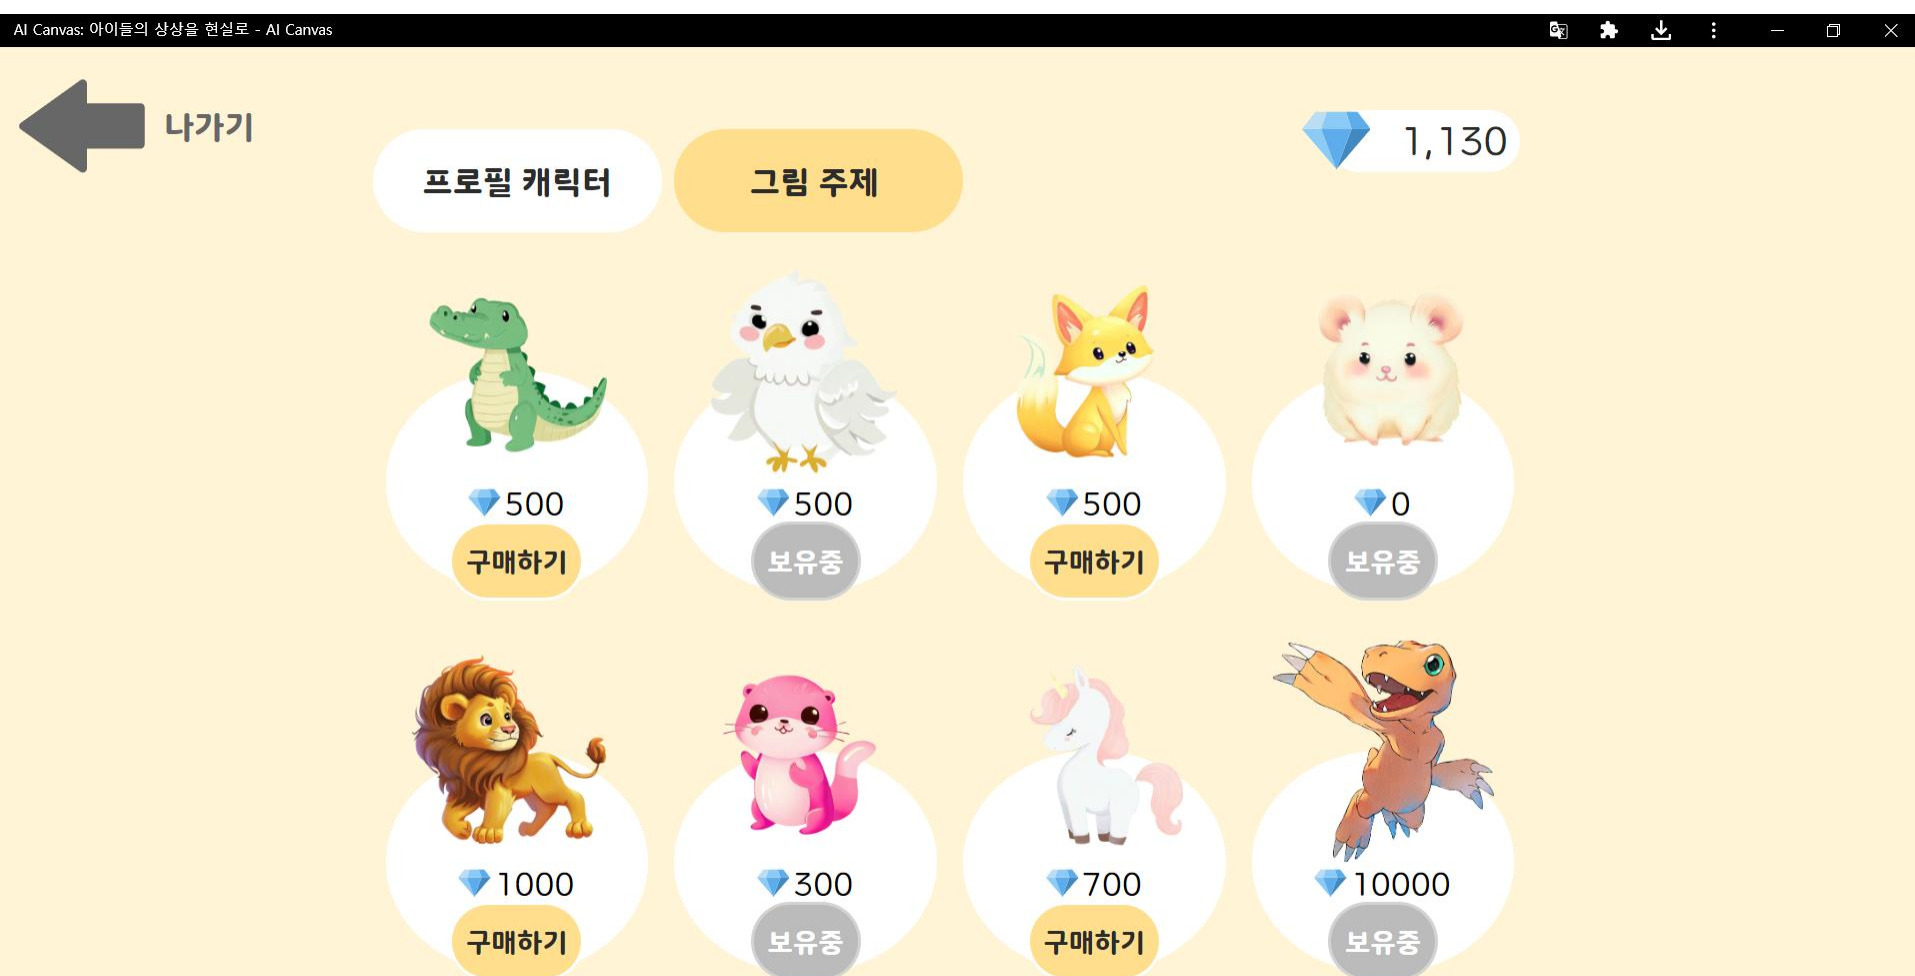 AI Canvas: 아이들의 상상을 현실로 - AI Canvas
나가기
프로필 캐릭터
그림 주제
1,130
500
500
500
0
구매하기
보유중
구매하기
보유중
1000
300
700
10000
구매하기
보유중
구매하기
보유중